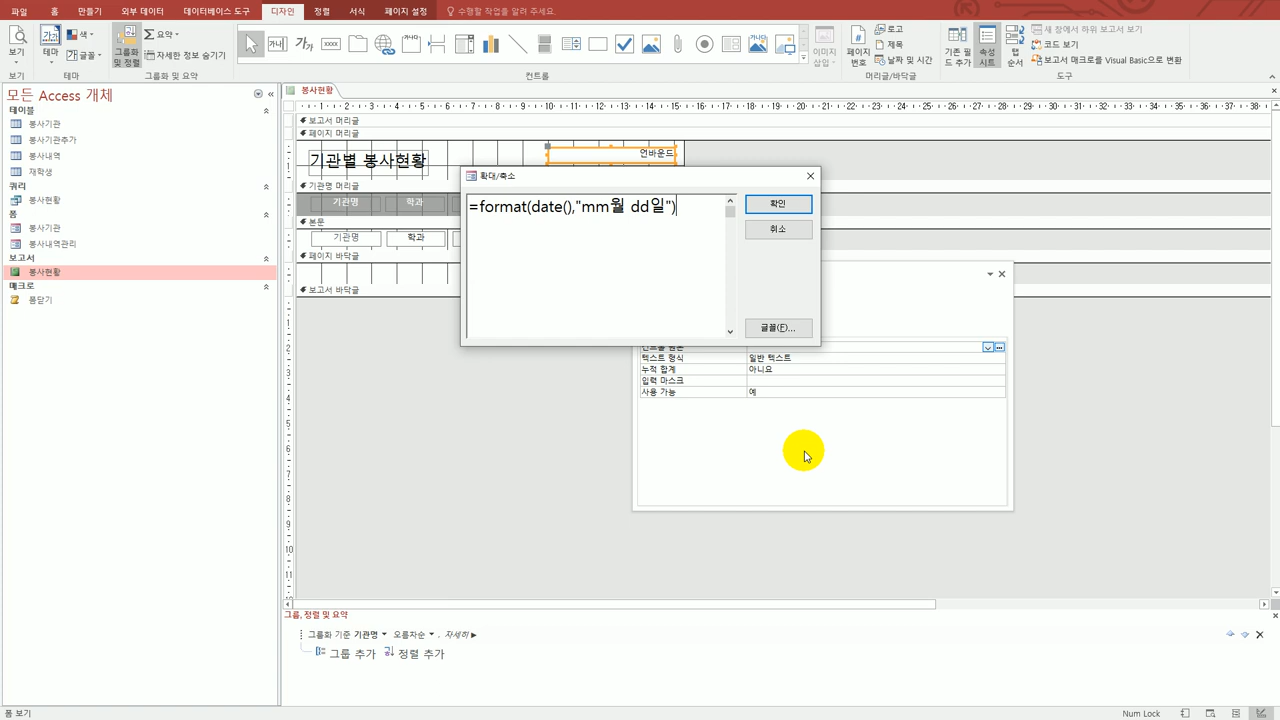 파일 홈 만들기 외부 데이터 데이터베이스 도구 디자인 정렬 서식 페이지 설정 수행할 작업을 알려 주세요.
보기 테마 색 글꼴 그룹화 및 정렬 요약 자세한 정보 숨기기 이미지 삽입 페이지 번호 로고 제목 날짜 및 시간 기존 필드 추가 속성 시트 탭 순서 새 창에서 하위 보고서 보기 코드 보기 보고서 매크로를 Visual Basic으로 변환
보기 테마 그룹화 및 요약 컨트롤 머리글/바닥글 도구
모든 Access 개체
테이블
봉사기관
봉사기관추가
봉사내역
재학생
쿼리
봉사현황
폼
봉사기관
봉사내역관리
보고서
봉사현황
매크로
폼닫기
봉사현황
보고서 머리글
페이지 머리글
기관별 봉사현황
언바운드
기관명 머리글
기관명 학과
본문
기관명 학과
페이지 바닥글
보고서 바닥글
확대/축소
=format(date(),"mm월 dd일")
확인
취소
글꼴(F)...
컨트롤 원본
텍스트 형식 일반 텍스트
누적 합계 아니요
입력 마스크
사용 가능 예
그룹, 정렬 및 요약
그룹화 기준 기관명 오름차순 , 자세히
그룹 추가 정렬 추가
폼 보기 Num Lock